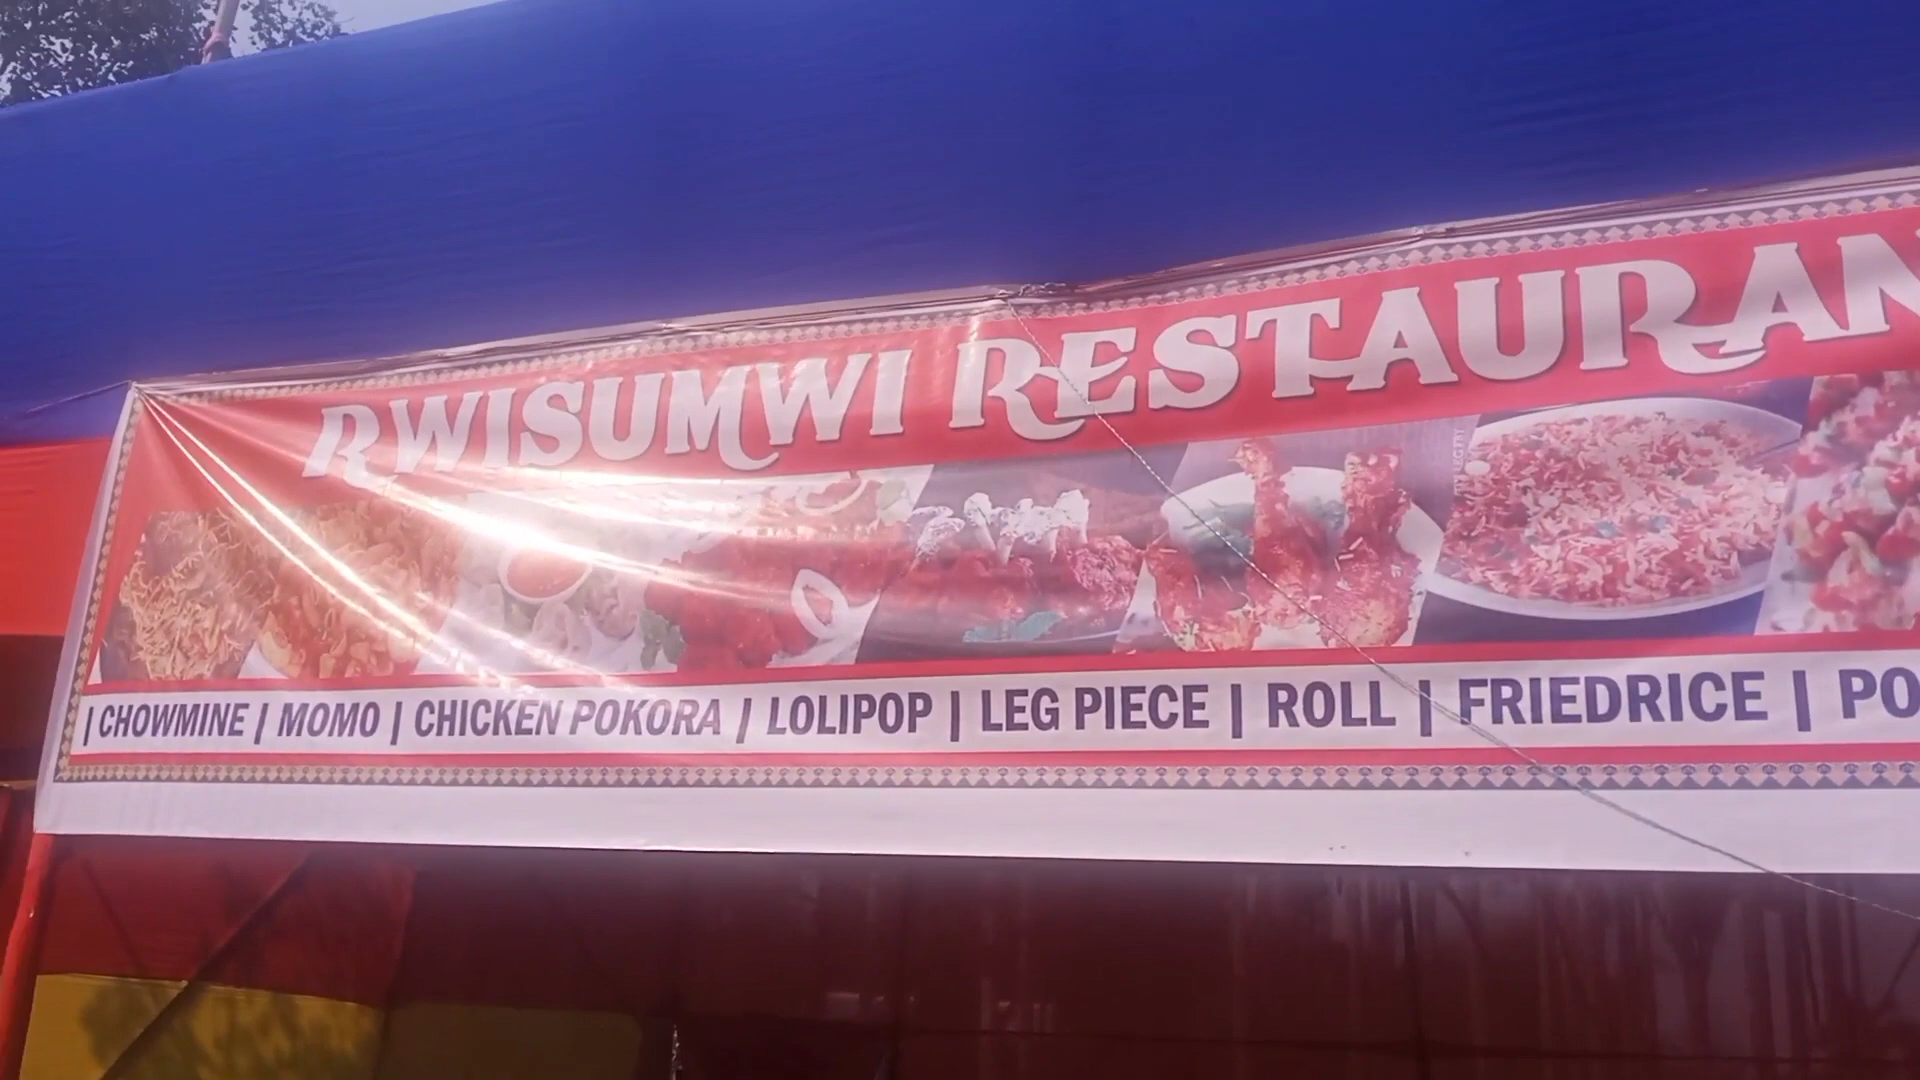 RWISUMWI RESTAURAN
| CHOWMINE | MOMO | CHICKEN POKORA | LOLIPOP | LEG PIECE | ROLL | FRIEDRICE | PO